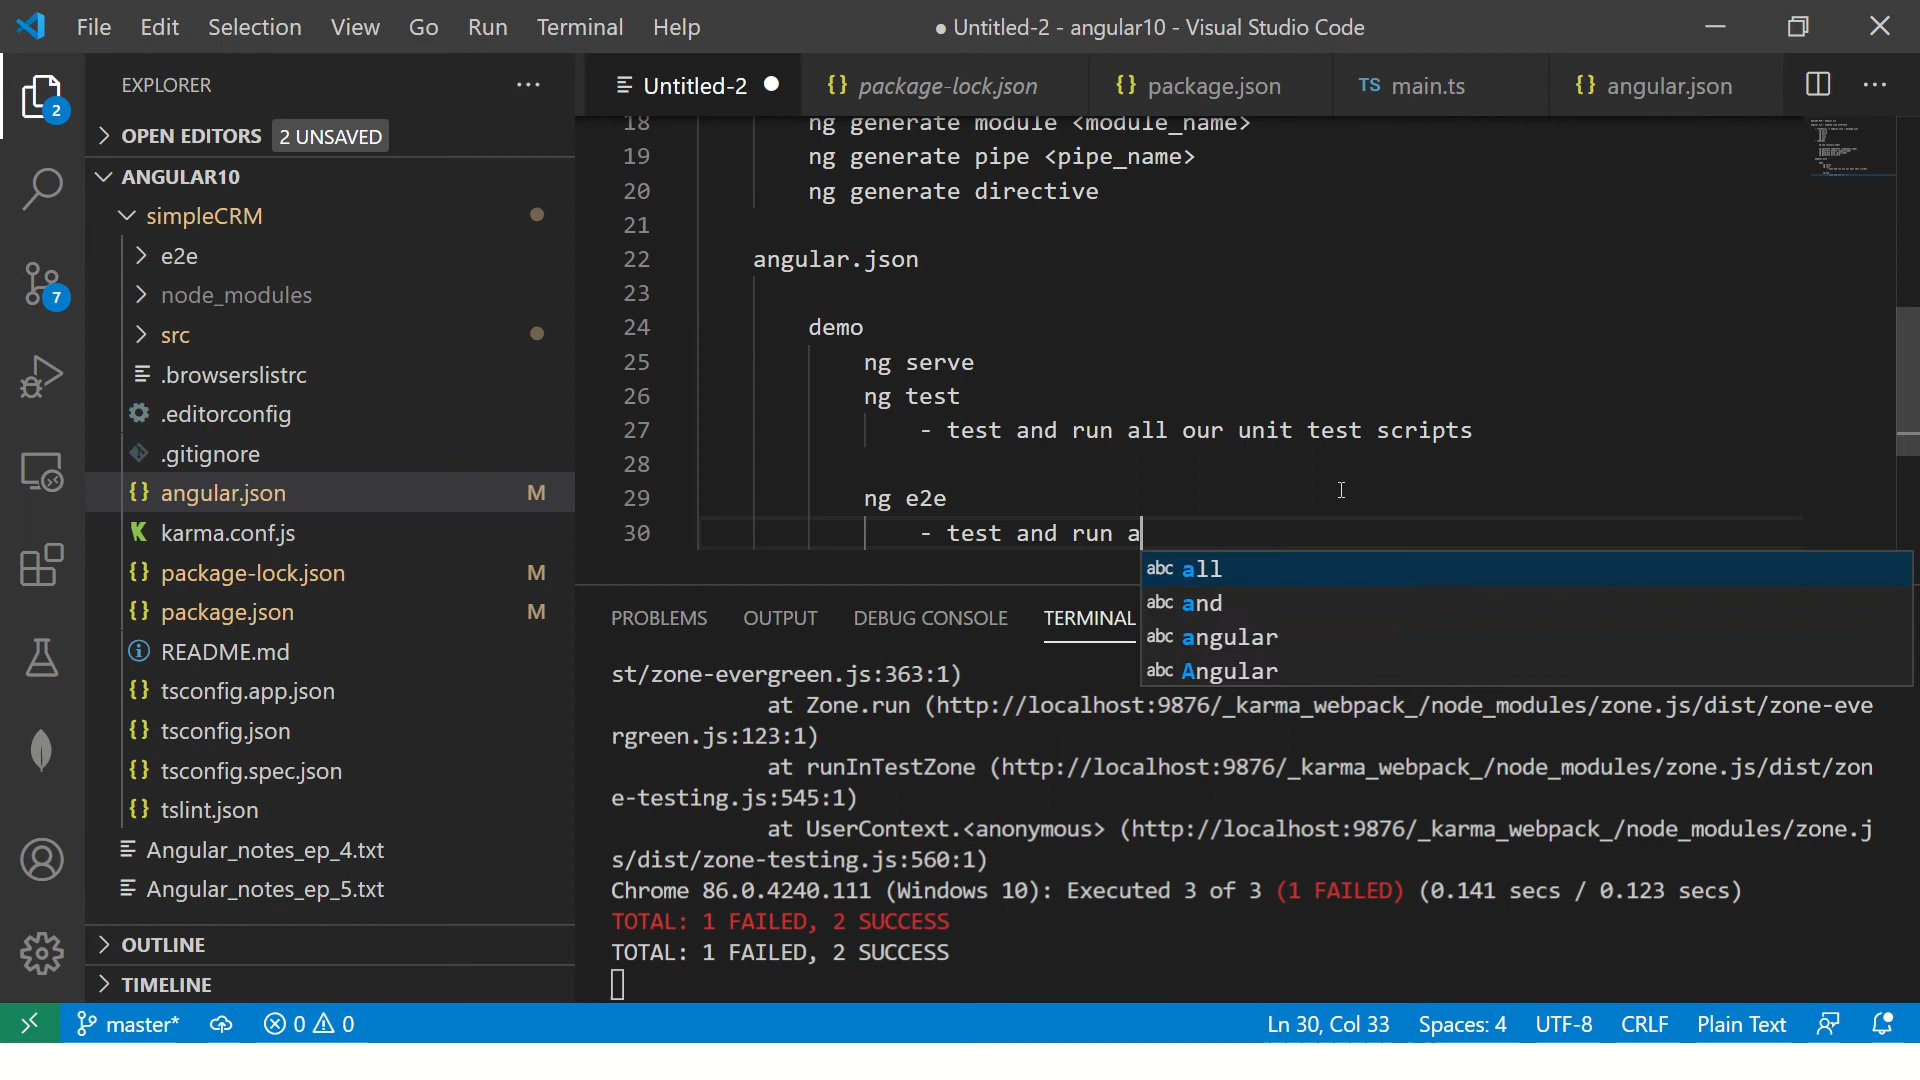 File Edit Selection View Go Run Terminal Help
● Untitled-2 - angular10 - Visual Studio Code
EXPLORER
OPEN EDITORS 2 UNSAVED
ANGULAR10
simpleCRM
e2e
node_modules
src
.browserslistrc
.editorconfig
.gitignore
angular.json M
karma.conf.js
package-lock.json M
package.json M
README.md
tsconfig.app.json
tsconfig.json
tsconfig.spec.json
tslint.json
Angular_notes_ep_4.txt
Angular_notes_ep_5.txt
OUTLINE
TIMELINE
2
7
Untitled-2 ● {} package-lock.json {} package.json TS main.ts {} angular.json
18 ng generate module <module_name>
19 ng generate pipe <pipe_name>
20 ng generate directive
21
22 angular.json
23
24 demo
25 ng serve
26 ng test
27 - test and run all our unit test scripts
28
29 ng e2e
30 - test and run a
abc all
abc and
abc angular
abc Angular
PROBLEMS OUTPUT DEBUG CONSOLE TERMINAL
st/zone-evergreen.js:363:1)
at Zone.run (http://localhost:9876/_karma_webpack_/node_modules/zone.js/dist/zone-eve
rgreen.js:123:1)
at runInTestZone (http://localhost:9876/_karma_webpack_/node_modules/zone.js/dist/zon
e-testing.js:545:1)
at UserContext.<anonymous> (http://localhost:9876/_karma_webpack_/node_modules/zone.j
s/dist/zone-testing.js:560:1)
Chrome 86.0.4240.111 (Windows 10): Executed 3 of 3 (1 FAILED) (0.141 secs / 0.123 secs)
TOTAL: 1 FAILED, 2 SUCCESS
TOTAL: 1 FAILED, 2 SUCCESS
master* 0 0 Ln 30, Col 33 Spaces: 4 UTF-8 CRLF Plain Text